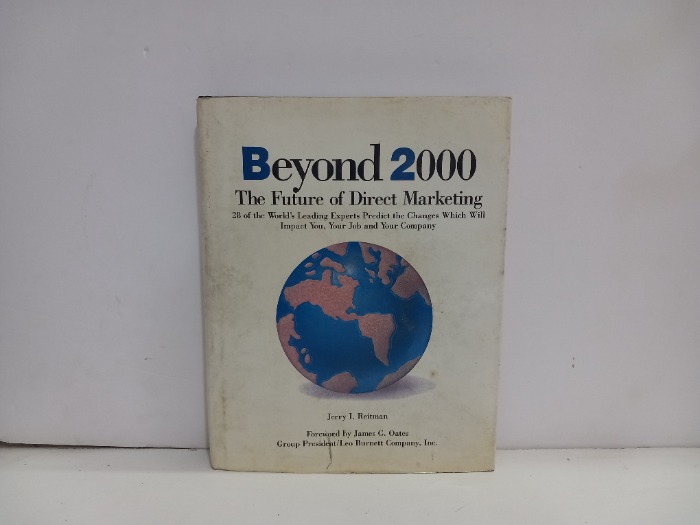 Beyond 2000
The Future of Direct Marketing
28 of the World's Leading Experts Predict the Changes Which Will
Impact You, Your Job and Your Company
Jerry I. Reitman
Foreword by James G. Oates
Group President/Leo Burnett Company, Inc.